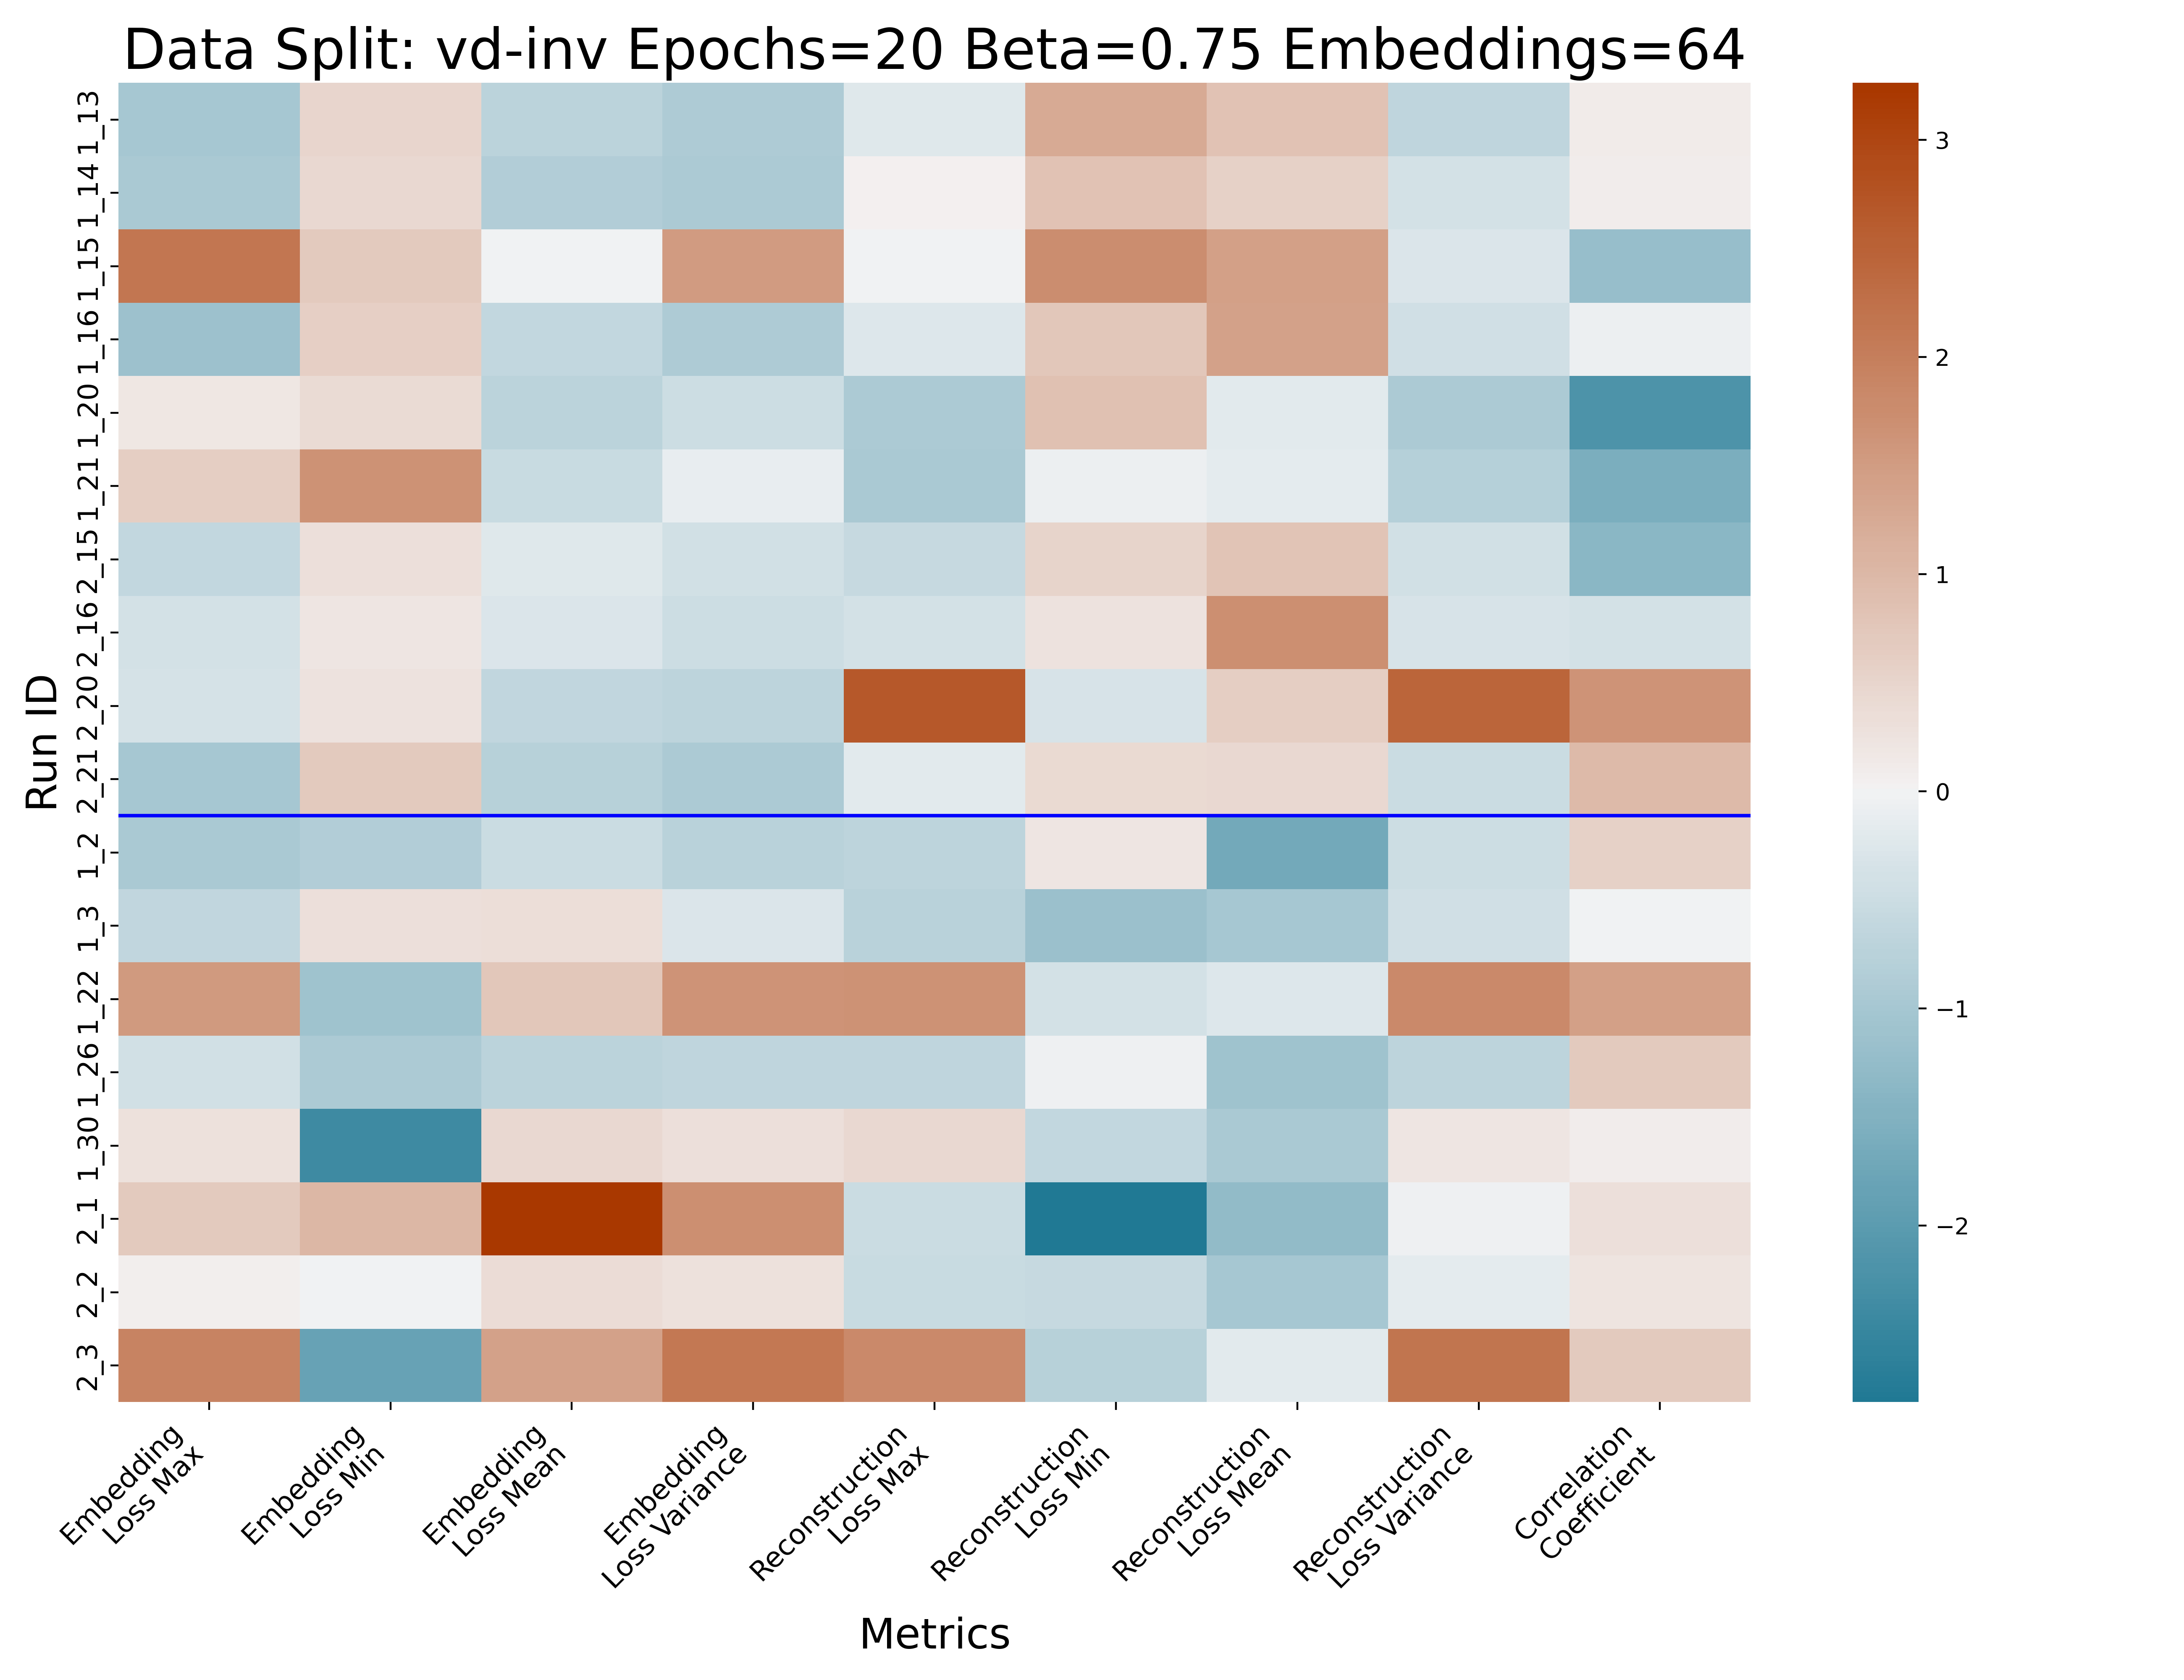 Data Split: vd-inv Epochs=20 Beta=0.75 Embeddings=64
Run ID
1_13
1_14
1_15
1_16
1_20
1_21
2_15
2_16
2_20
2_21
1_2
1_3
1_22
1_26
1_30
2_1
2_2
2_3
Embedding
Loss Max
Embedding
Loss Min
Embedding
Loss Mean
Embedding
Loss Variance
Reconstruction
Loss Max
Reconstruction
Loss Min
Reconstruction
Loss Mean
Reconstruction
Loss Variance
Correlation
Coefficient
Metrics
3
2
1
0
−1
−2